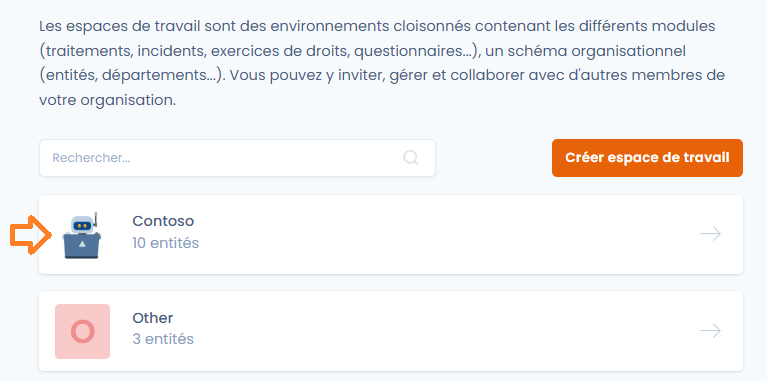 Les espaces de travail sont des environnements cloisonnés contenant les différents modules
(traitements, incidents, exercices de droits, questionnaires...), un schéma organisationnel
(entités, départements...). Vous pouvez y inviter, gérer et collaborer avec d'autres membres de
votre organisation.
Rechercher...
Créer espace de travail
Contoso
10 entités
O
Other
3 entités